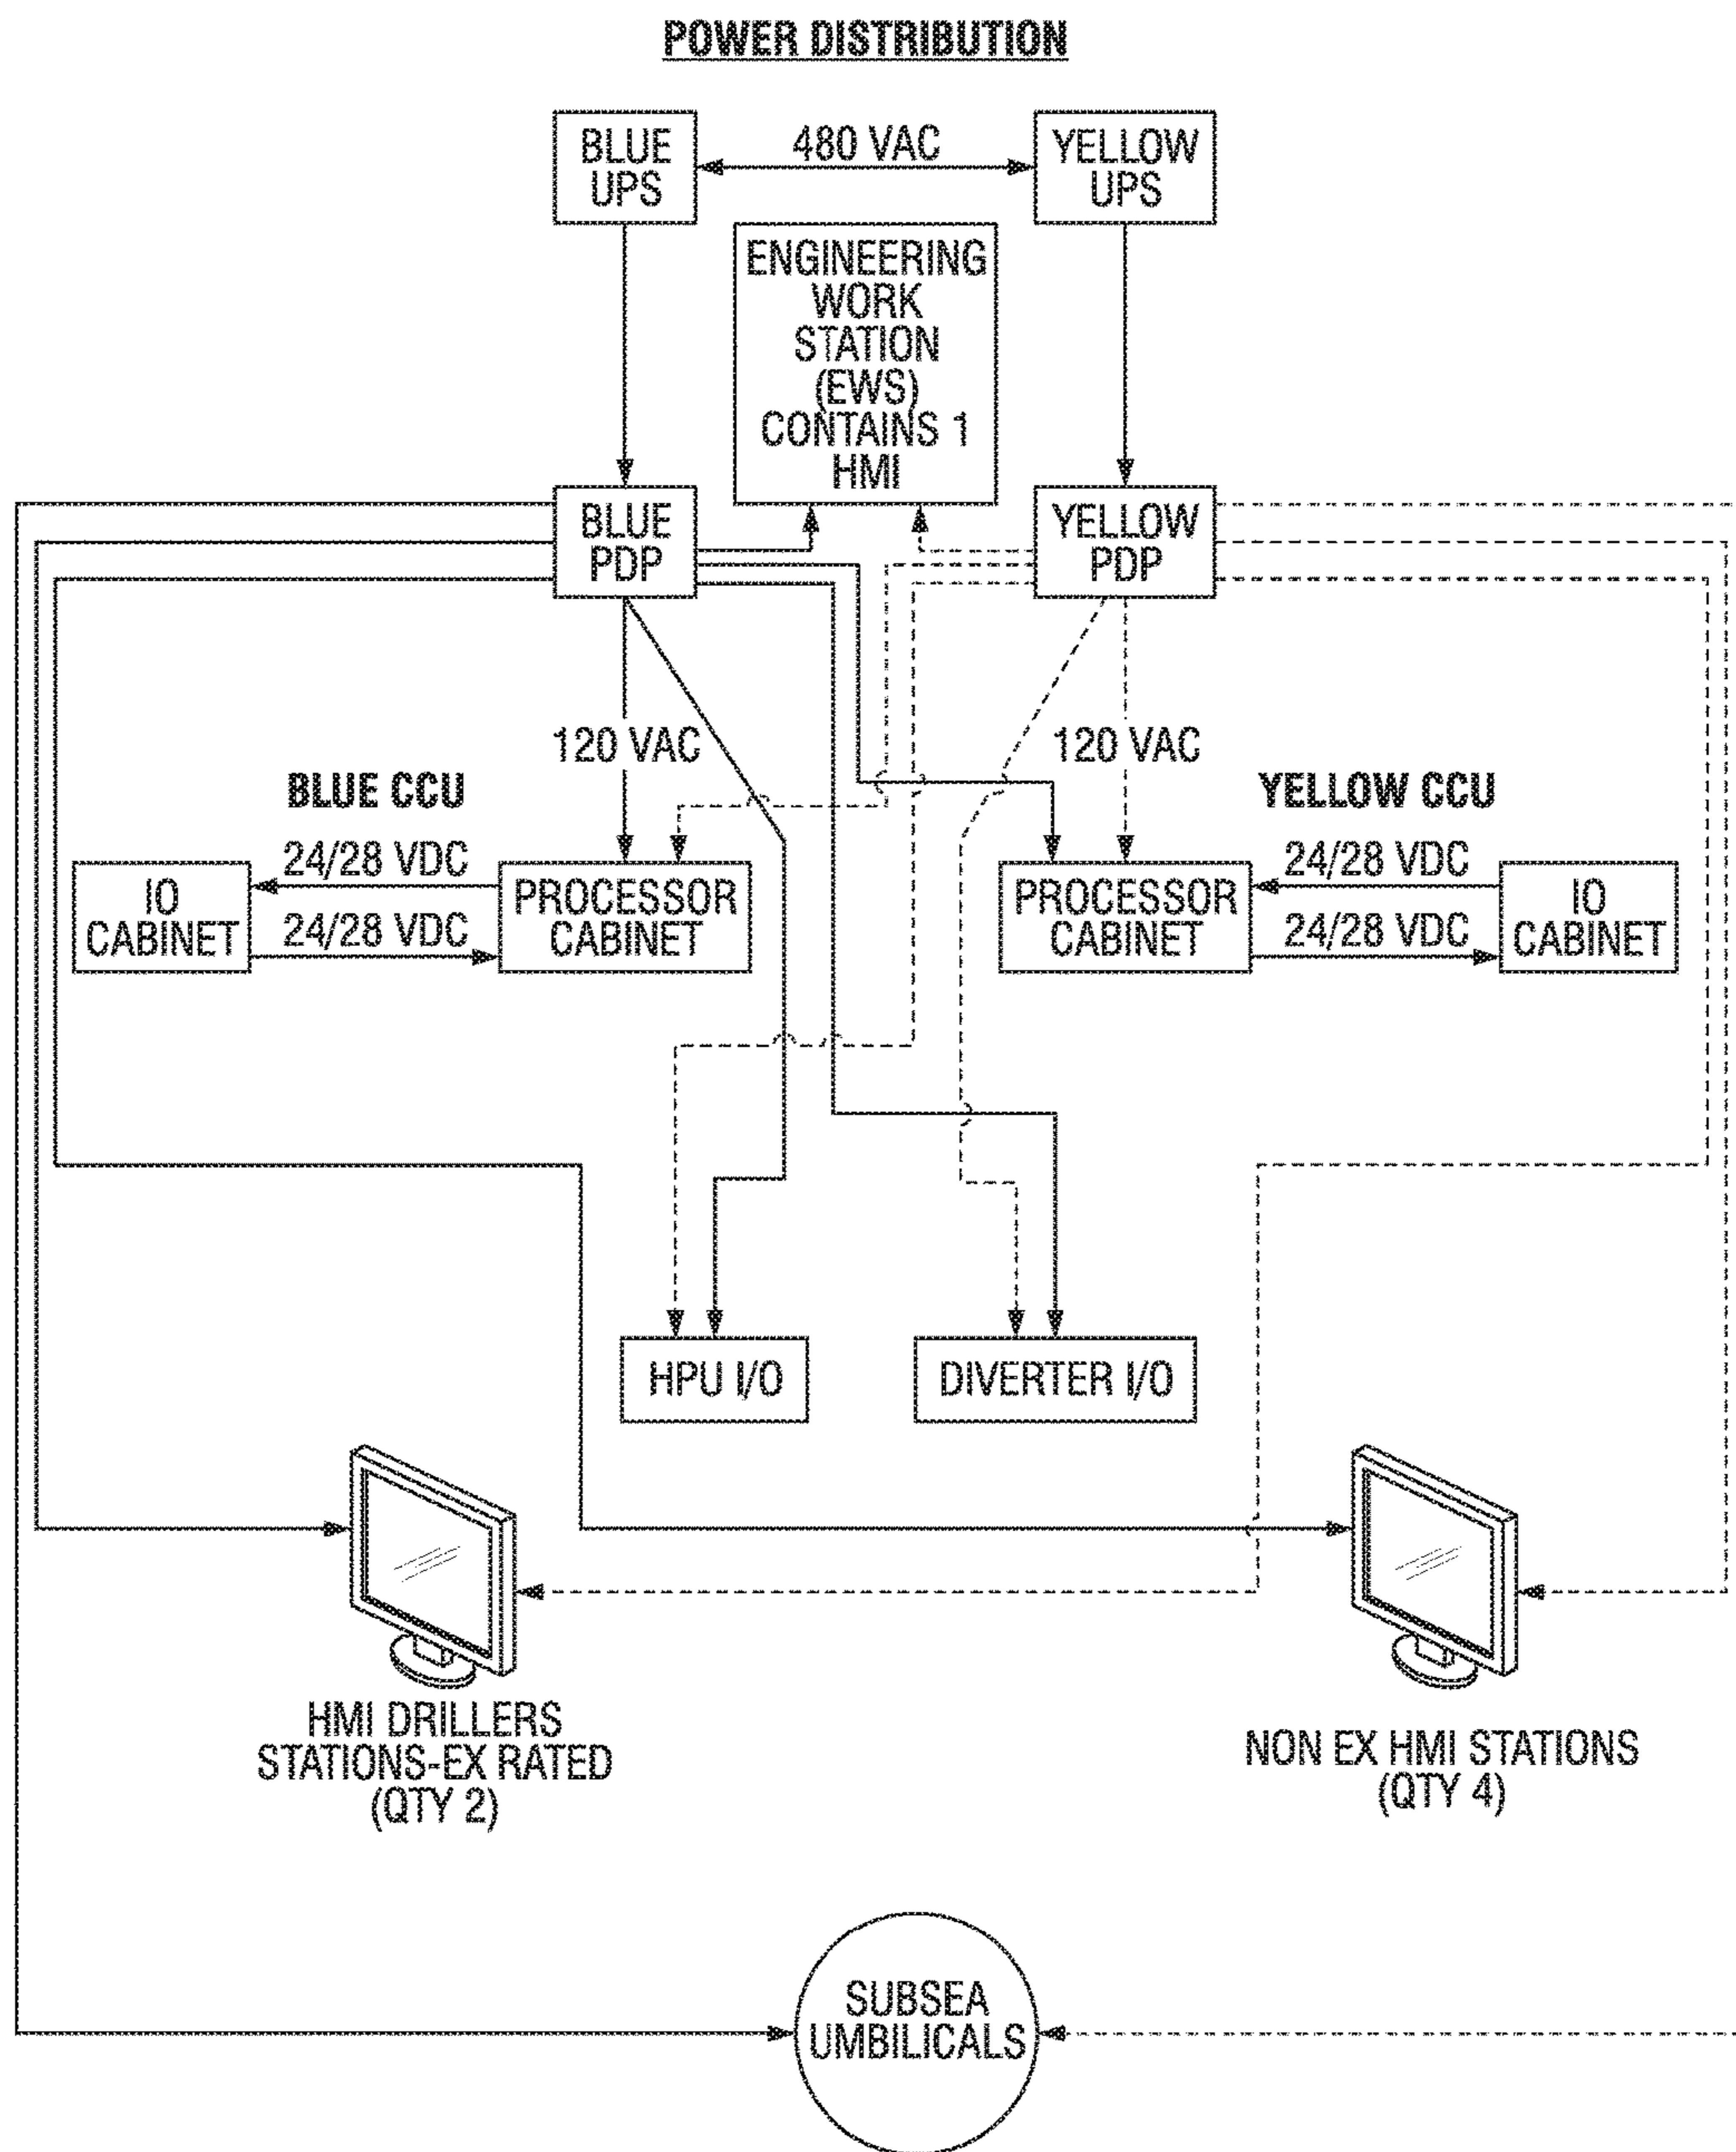 POWER DISTRIBUTION
BLUE
UPS
480 VAC
YELLOW
UPS
ENGINEERING
WORK
STATION
(EWS)
CONTAINS 1
HMI
BLUE
PDP
YELLOW
PDP
120 VAC
120 VAC
BLUE CCU
YELLOW CCU
IO
CABINET
24/28 VDC
24/28 VDC
PROCESSOR
CABINET
PROCESSOR
CABINET
24/28 VDC
24/28 VDC
IO
CABINET
HPU I/O
DIVERTER I/O
HMI DRILLERS
STATIONS-EX RATED
(QTY 2)
NON EX HMI STATIONS
(QTY 4)
SUBSEA
UMBILICALS